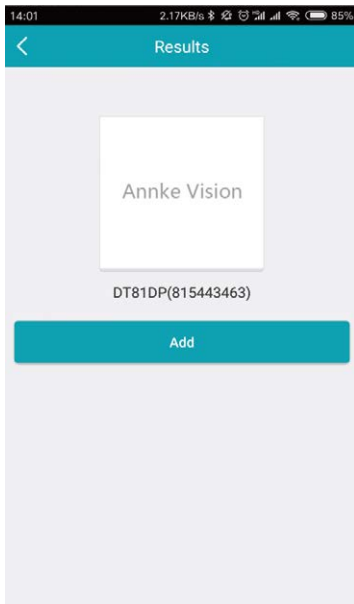 14:01
2.17KB/s
85%
Results
Annke Vision
DT81DP(815443463)
Add